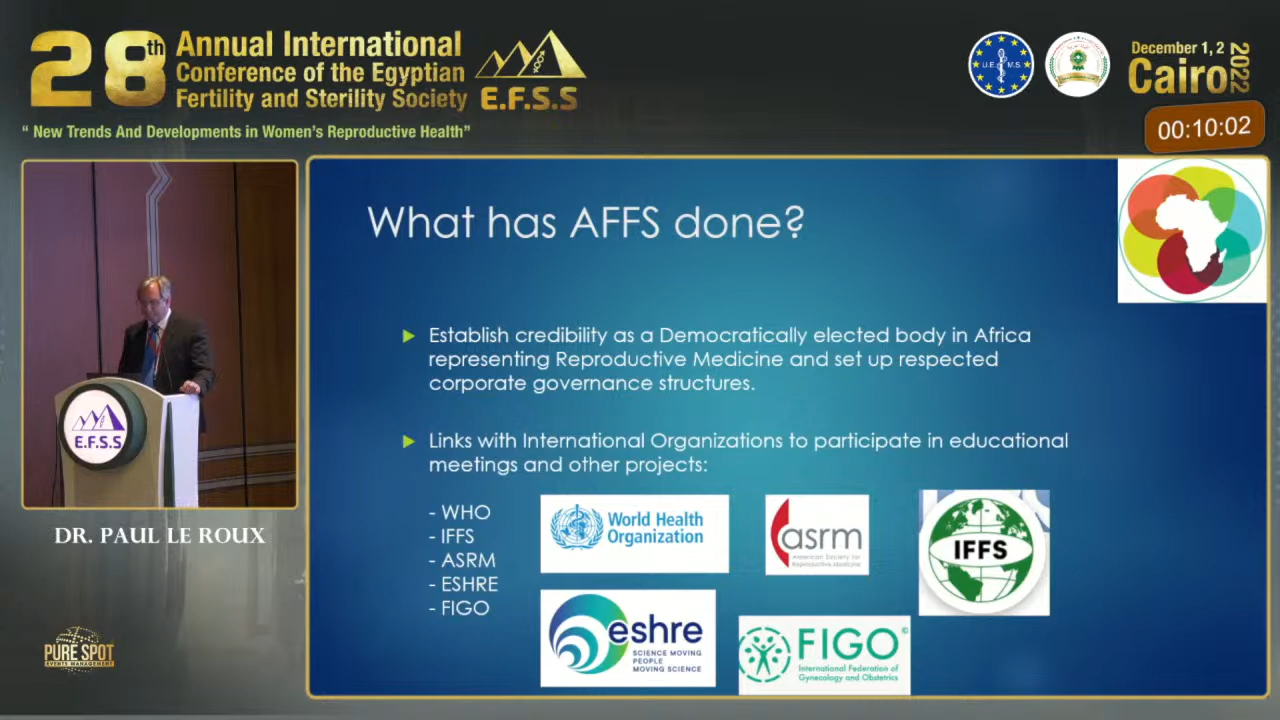 28th
Annual International
Conference of the Egyptian
Fertility and Sterility Society
E.F.S.S
" New Trends And Developments in Women's Reproductive Health"
U.E.M.S.
December 1, 2
Cairo
2022
00:10:02
What has AFFS done?
Establish credibility as a Democratically elected body in Africa
representing Reproductive Medicine and set up respected
corporate governance structures.
Links with International Organizations to participate in educational
meetings and other projects:
- WHO
- IFFS
- ASRM
- ESHRE
- FIGO
World Health
Organization
asrm
American Society for
Reproductive Medicine
IFFS
eshre
SCIENCE MOVING
PEOPLE
MOVING SCIENCE
FIGO©
International Federation of
Gynecology and Obstetrics
E.F.S.S
DR. PAUL LE ROUX
PURE SPOT
EVENTS MANAGEMENT